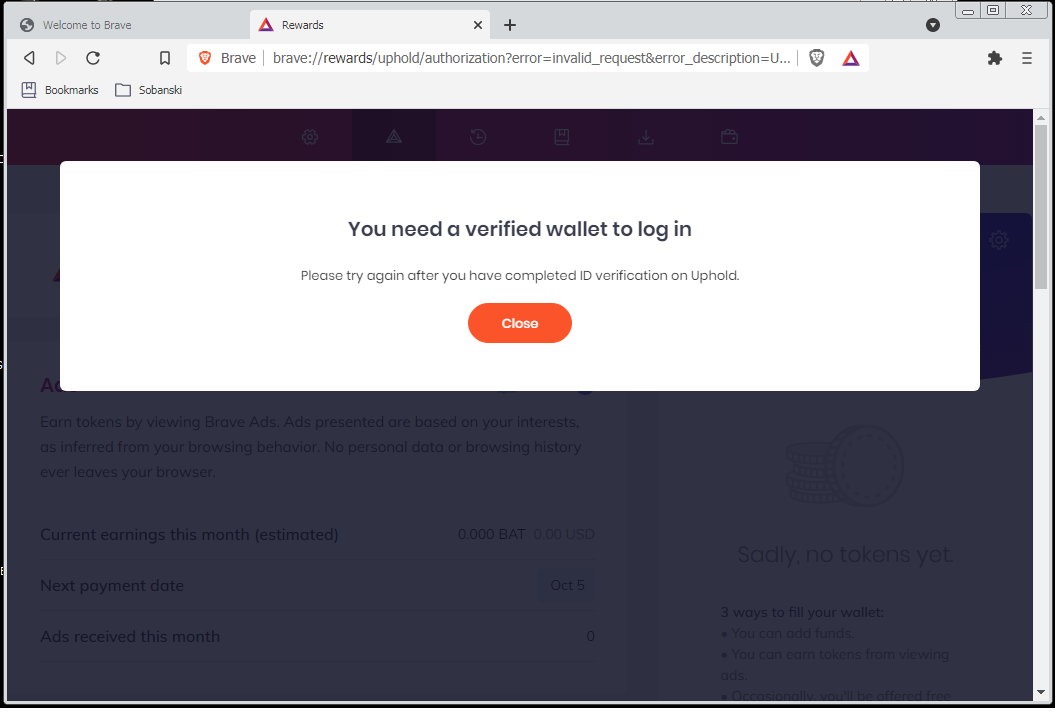 Welcome to Brave
Rewards
Brave | brave://rewards/uphold/authorization?error=invalid_request&error_description=U...
Bookmarks Sobanski
You need a verified wallet to log in
Please try again after you have completed ID verification on Uphold.
Close
Earn tokens by viewing Brave Ads. Ads presented are based on your interests,
as inferred from your browsing behavior. No personal data or browsing history
ever leaves your browser.
Current earnings this month (estimated) 0.000 BAT 0.00 USD
Next payment date Oct 5
Ads received this month 0
Sadly, no tokens yet.
3 ways to fill your wallet:
• You can add funds.
• You can earn tokens from viewing
ads.
• Occasionally, you'll be offered free